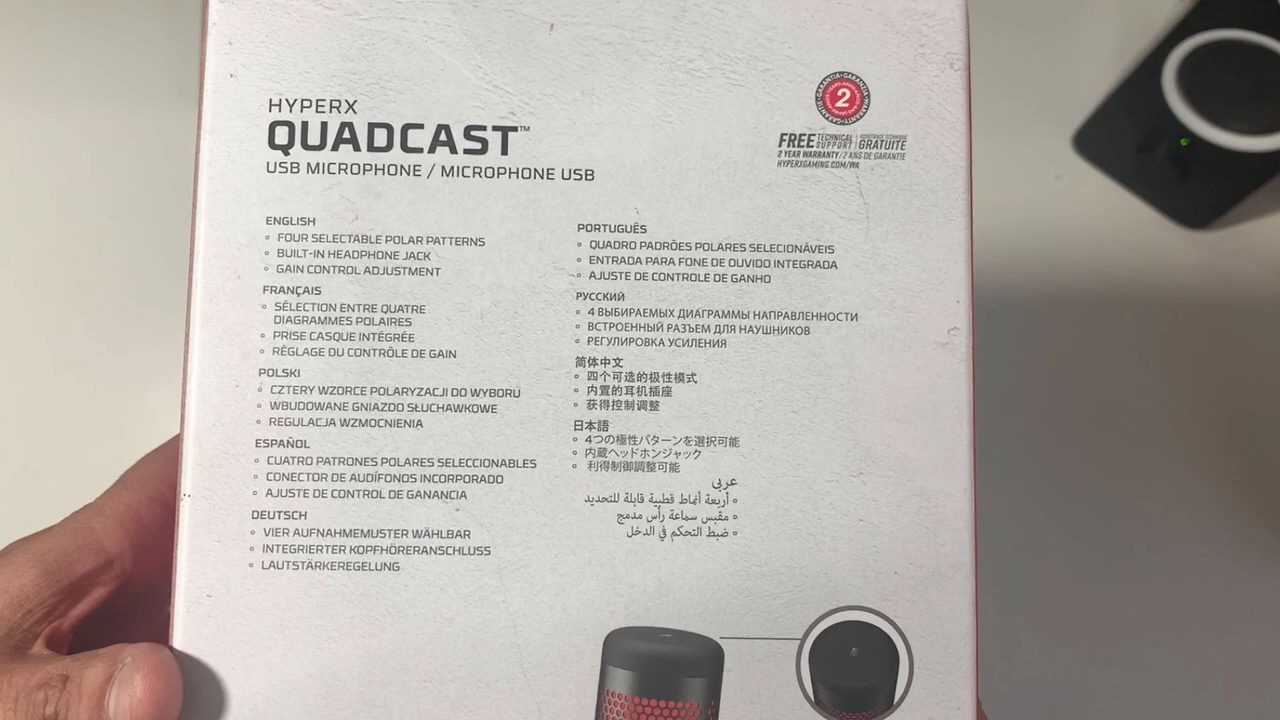 HYPERX
QUADCAST™
USB MICROPHONE / MICROPHONE USB
2
FREE TECHNICAL SUPPORT | ASSISTANCE TECHNIQUE GRATUITE
2 YEAR WARRANTY/2 ANS DE GARANTIE
HYPERXGAMING.COM/WA
ENGLISH
FOUR SELECTABLE POLAR PATTERNS
BUILT-IN HEADPHONE JACK
GAIN CONTROL ADJUSTMENT
FRANÇAIS
SÉLECTION ENTRE QUATRE
DIAGRAMMES POLAIRES
PRISE CASQUE INTÉGRÉE
RÉGLAGE DU CONTRÔLE DE GAIN
POLSKI
CZTERY WZORCE POLARYZACJI DO WYBORU
WBUDOWANE GNIAZDO SŁUCHAWKOWE
REGULACJA WZMOCNIENIA
ESPAÑOL
CUATRO PATRONES POLARES SELECCIONABLES
CONECTOR DE AUDÍFONOS INCORPORADO
AJUSTE DE CONTROL DE GANANCIA
DEUTSCH
VIER AUFNAHMEMUSTER WÄHLBAR
INTEGRIERTER KOPFHÖRERANSCHLUSS
LAUTSTÄRKEREGELUNG
PORTUGUÊS
QUADRO PADRÕES POLARES SELECIONÁVEIS
ENTRADA PARA FONE DE OUVIDO INTEGRADA
AJUSTE DE CONTROLE DE GANHO
РУССКИЙ
4 ВЫБИРАЕМЫХ ДИАГРАММЫ НАПРАВЛЕННОСТИ
ВСТРОЕННЫЙ РАЗЪЕМ ДЛЯ НАУШНИКОВ
РЕГУЛИРОВКА УСИЛЕНИЯ
简体中文
四个可选的极性模式
内置的耳机插座
获得控制调整
日本語
4つの極性パターンを選択可能
内蔵ヘッドホンジャック
利得制御調整可能
عربي
أربعة أنماط قطبية قابلة للتحديد
مقبس سماعة رأس مدمج
ضبط التحكم في الدخل